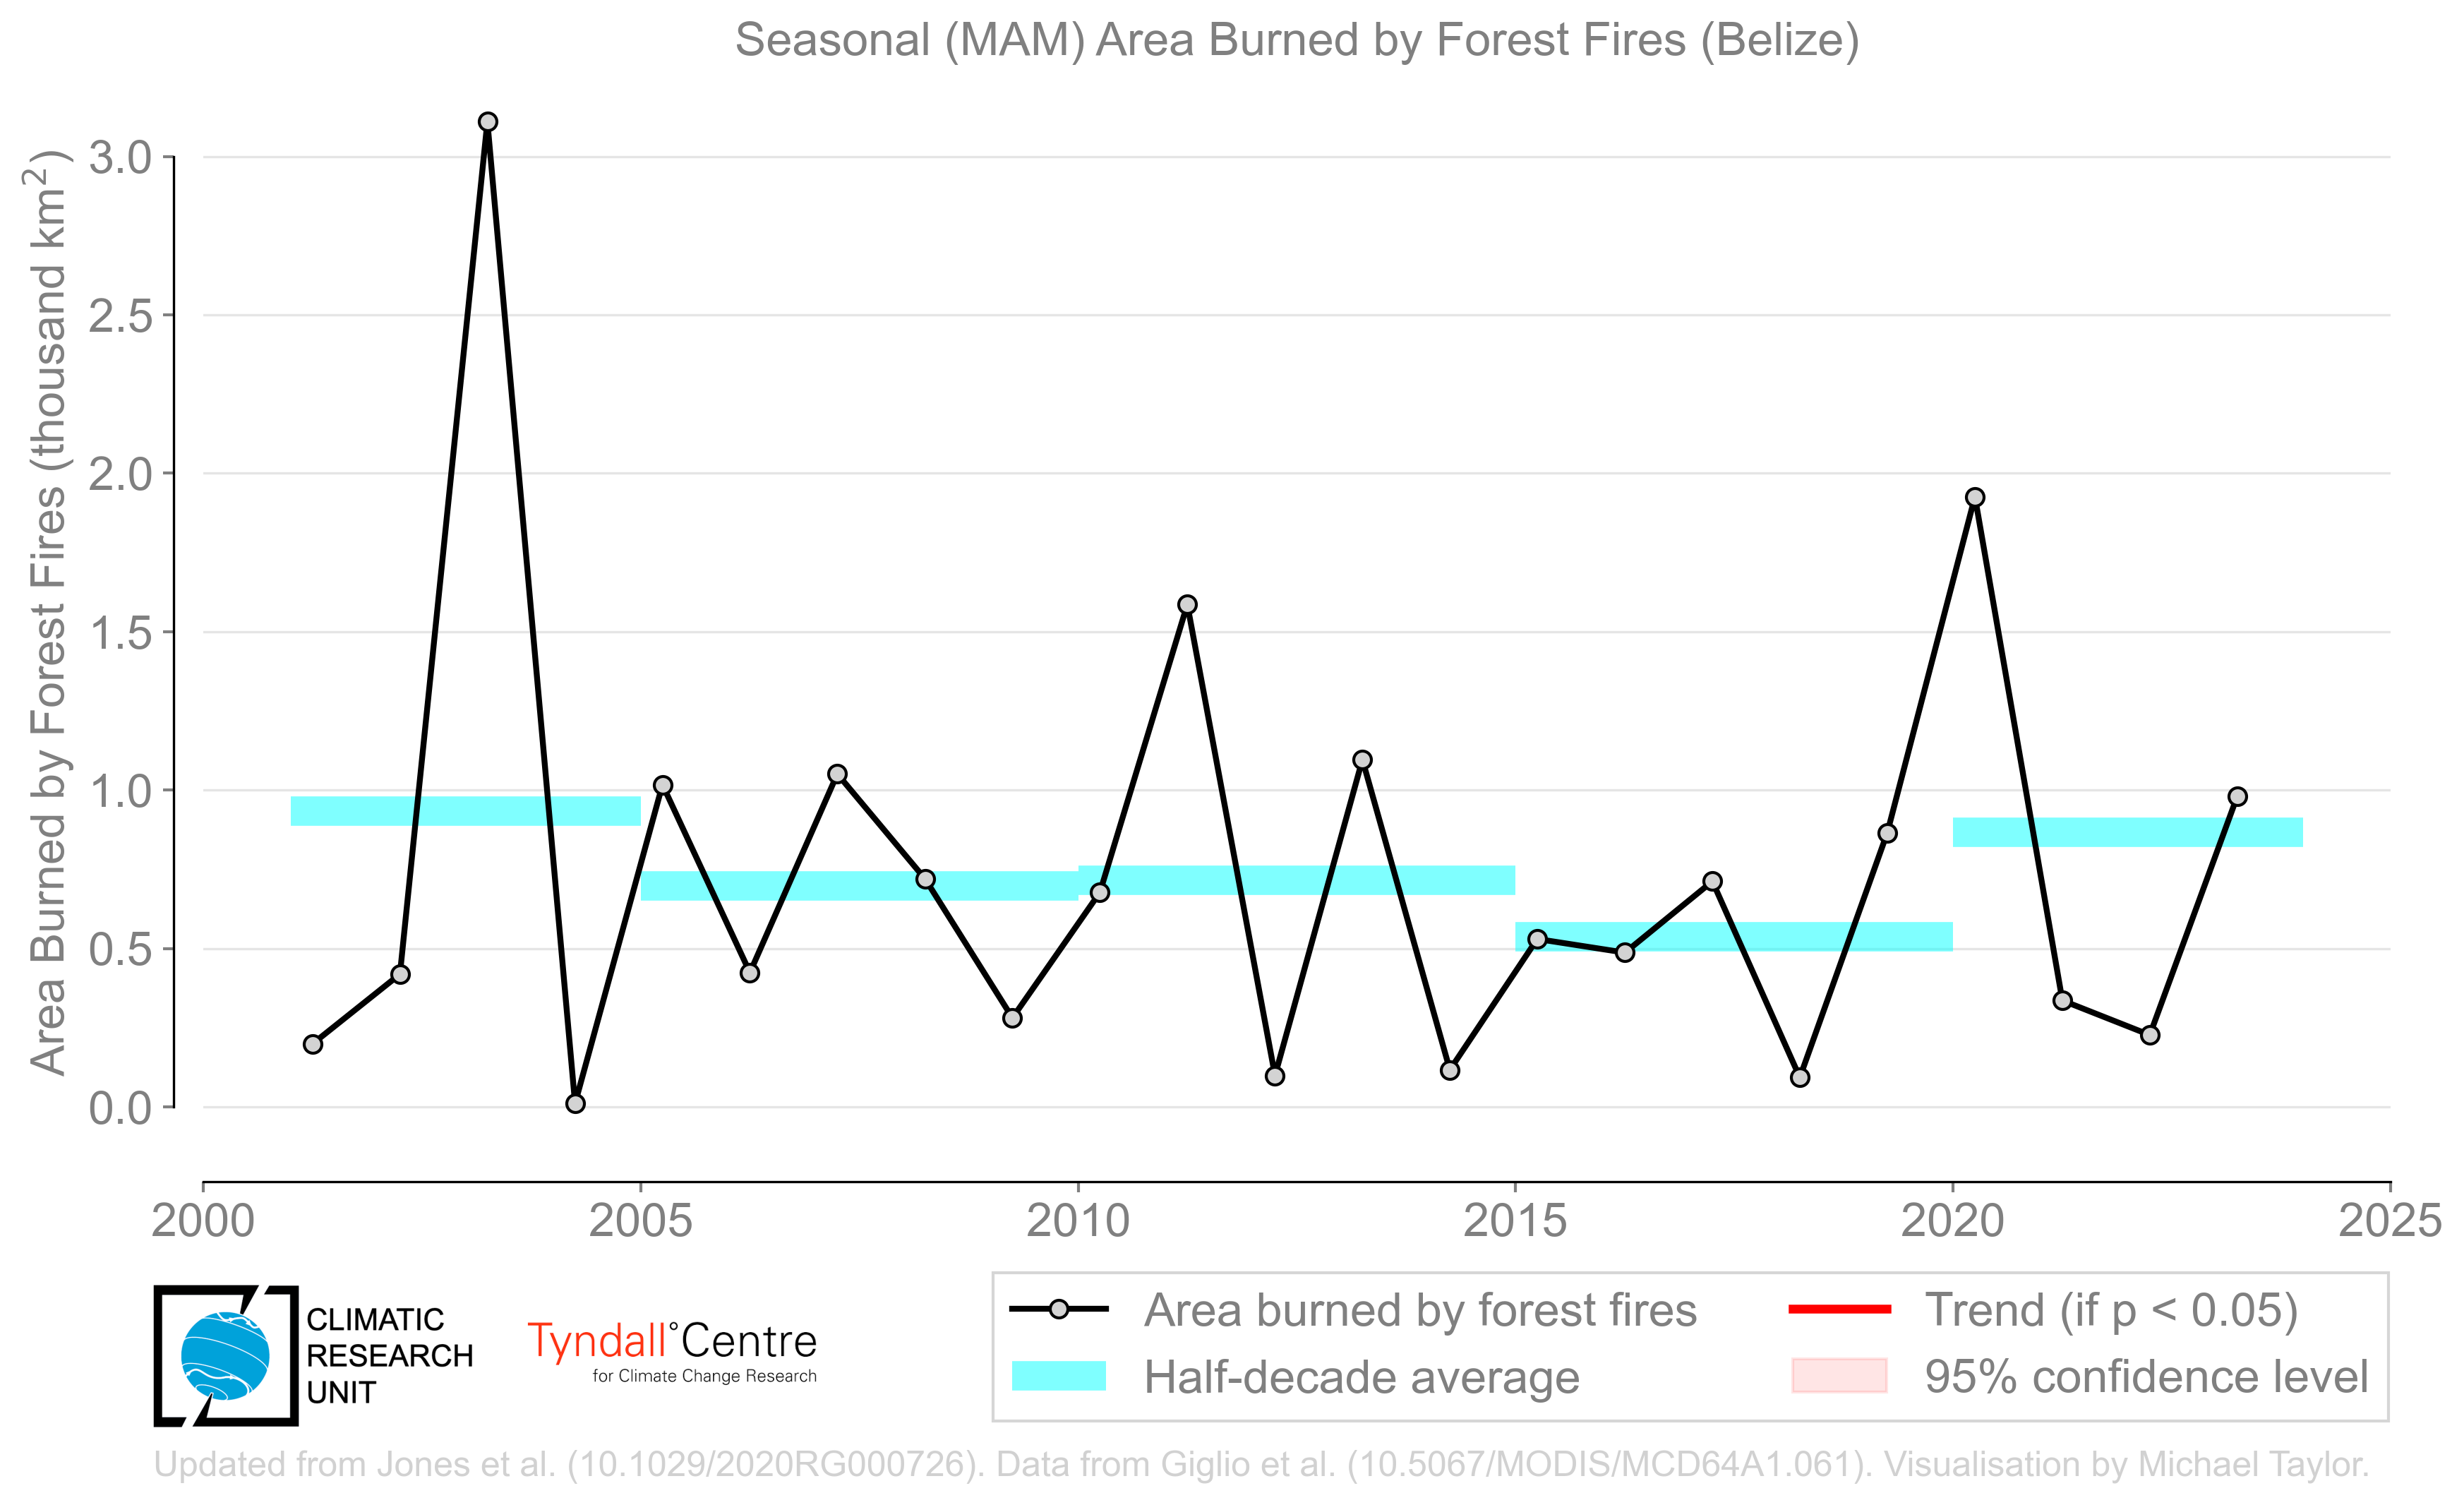 Seasonal (MAM) Area Burned by Forest Fires (Belize)
Area Burned by Forest Fires (thousand km²)
3.0
2.5
2.0
1.5
1.0
0.5
0.0
2000 2005 2010 2015 2020 2025
CLIMATIC
RESEARCH
UNIT
Tyndall°Centre
for Climate Change Research
Area burned by forest fires
Half-decade average
Trend (if p < 0.05)
95% confidence level
Updated from Jones et al. (10.1029/2020RG000726). Data from Giglio et al. (10.5067/MODIS/MCD64A1.061). Visualisation by Michael Taylor.